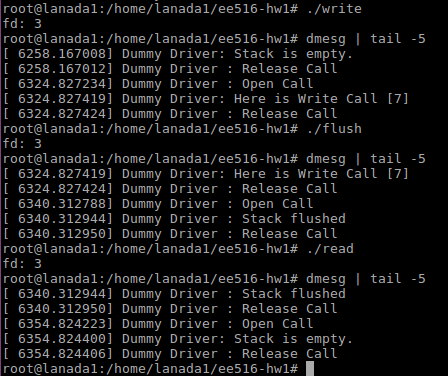 root@lanada1:/home/lanada1/ee516-hw1# ./write
fd: 3
root@lanada1:/home/lanada1/ee516-hw1# dmesg | tail -5
[ 6258.167008] Dummy Driver: Stack is empty.
[ 6258.167012] Dummy Driver : Release Call
[ 6324.827234] Dummy Driver : Open Call
[ 6324.827419] Dummy Driver: Here is Write Call [7]
[ 6324.827424] Dummy Driver : Release Call
root@lanada1:/home/lanada1/ee516-hw1# ./flush
fd: 3
root@lanada1:/home/lanada1/ee516-hw1# dmesg | tail -5
[ 6324.827419] Dummy Driver: Here is Write Call [7]
[ 6324.827424] Dummy Driver : Release Call
[ 6340.312788] Dummy Driver : Open Call
[ 6340.312944] Dummy Driver : Stack flushed
[ 6340.312950] Dummy Driver : Release Call
root@lanada1:/home/lanada1/ee516-hw1# ./read
fd: 3
root@lanada1:/home/lanada1/ee516-hw1# dmesg | tail -5
[ 6340.312944] Dummy Driver : Stack flushed
[ 6340.312950] Dummy Driver : Release Call
[ 6354.824223] Dummy Driver : Open Call
[ 6354.824400] Dummy Driver: Stack is empty.
[ 6354.824406] Dummy Driver : Release Call
root@lanada1:/home/lanada1/ee516-hw1#